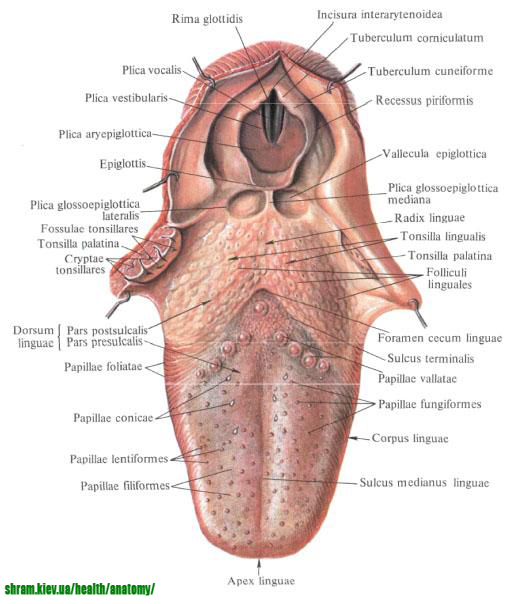 Rima glottidis
Incisura interarytenoidea
Tuberculum corniculatum
Plica vocalis
Tuberculum cuneiforme
Plica vestibularis
Recessus piriformis
Plica aryepiglottica
Epiglottis
Vallecula epiglottica
Plica glossoepiglottica
mediana
Plica glossoepiglottica
lateralis
Radix linguae
Fossulae tonsillares
Tonsilla lingualis
Tonsilla palatina
Tonsilla palatina
Cryptae
tonsillares
Folliculi
linguales
Dorsum
linguae
Pars postsulcalis
Pars presulcalis
Foramen cecum linguae
Sulcus terminalis
Papillae foliatae
Papillae vallatae
Papillae conicae
Papillae fungiformes
Corpus linguae
Papillae lentiformes
Papillae filiformes
Sulcus medianus linguae
Apex linguae
shram.kiev.ua/health/anatomy/